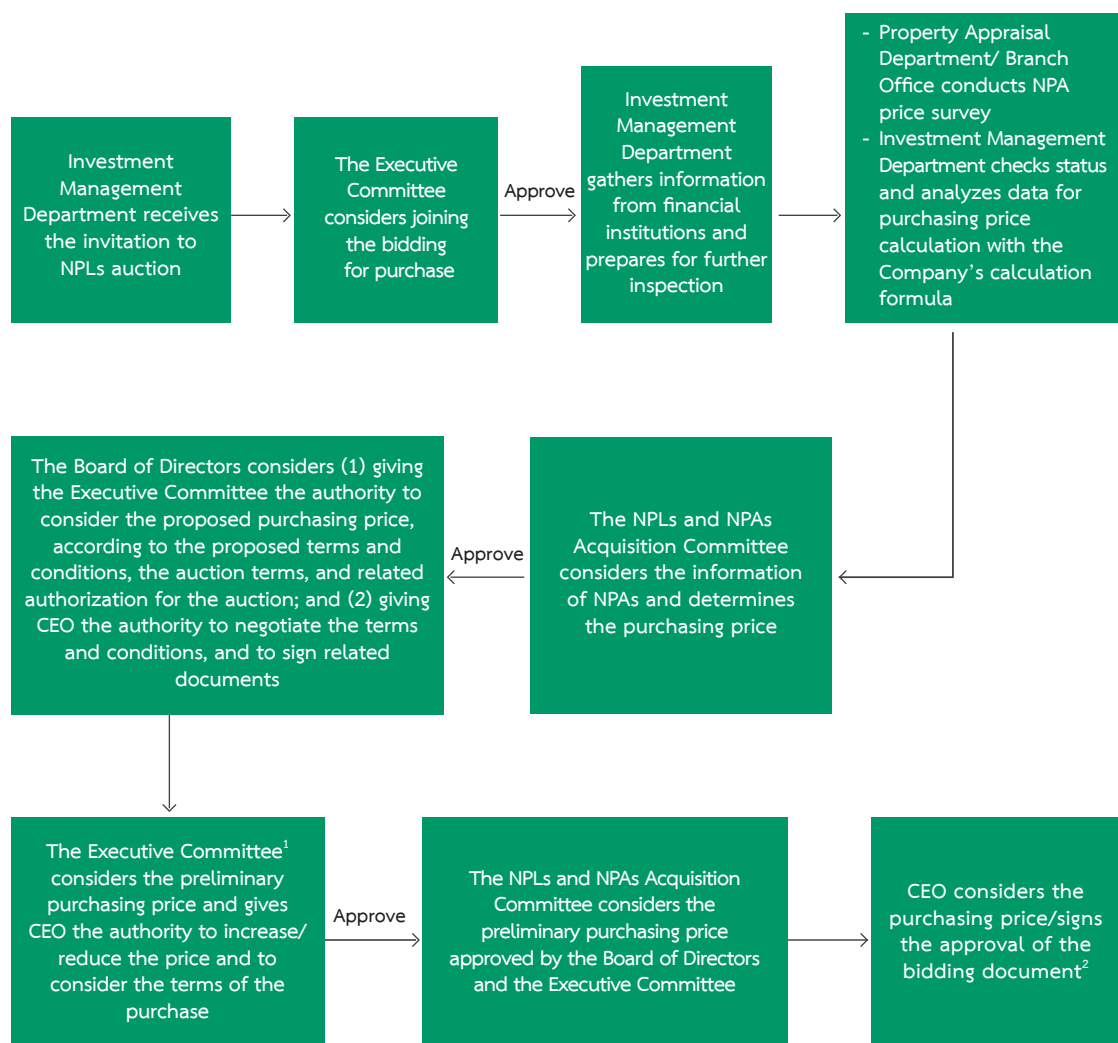 Investment
Management
Department receives
the invitation to
NPLs auction
The Executive
Committee
considers joining
the bidding
for purchase
Approve
Investment
Management
Department
gathers information
from financial
institutions and
prepares for further
inspection
- Property Appraisal
Department/ Branch
Office conducts NPA
price survey
- Investment Management
Department checks status
and analyzes data for
purchasing price
calculation with the
Company's calculation
formula
The NPLs and NPAs
Acquisition Committee
considers the information
of NPAs and determines
the purchasing price
Approve
The Board of Directors considers (1) giving
the Executive Committee the authority to
consider the proposed purchasing price,
according to the proposed terms and
conditions, the auction terms, and related
authorization for the auction; and (2) giving
CEO the authority to negotiate the terms
and conditions, and to sign related
documents
The Executive Committee¹
considers the preliminary
purchasing price and gives
CEO the authority to increase/
reduce the price and to
consider the terms of the
purchase
Approve
The NPLs and NPAs Acquisition
Committee considers the
preliminary purchasing price
approved by the Board of Directors
and the Executive Committee
CEO considers the
purchasing price/signs
the approval of the
bidding document²